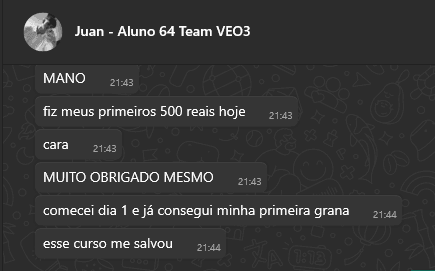 Juan - Aluno 64 Team VEO3
MANO 21:43
fiz meus primeiros 500 reais hoje 21:43
cara 21:43
MUITO OBRIGADO MESMO 21:43
comecei dia 1 e já consegui minha primeira grana 21:44
esse curso me salvou 21:44